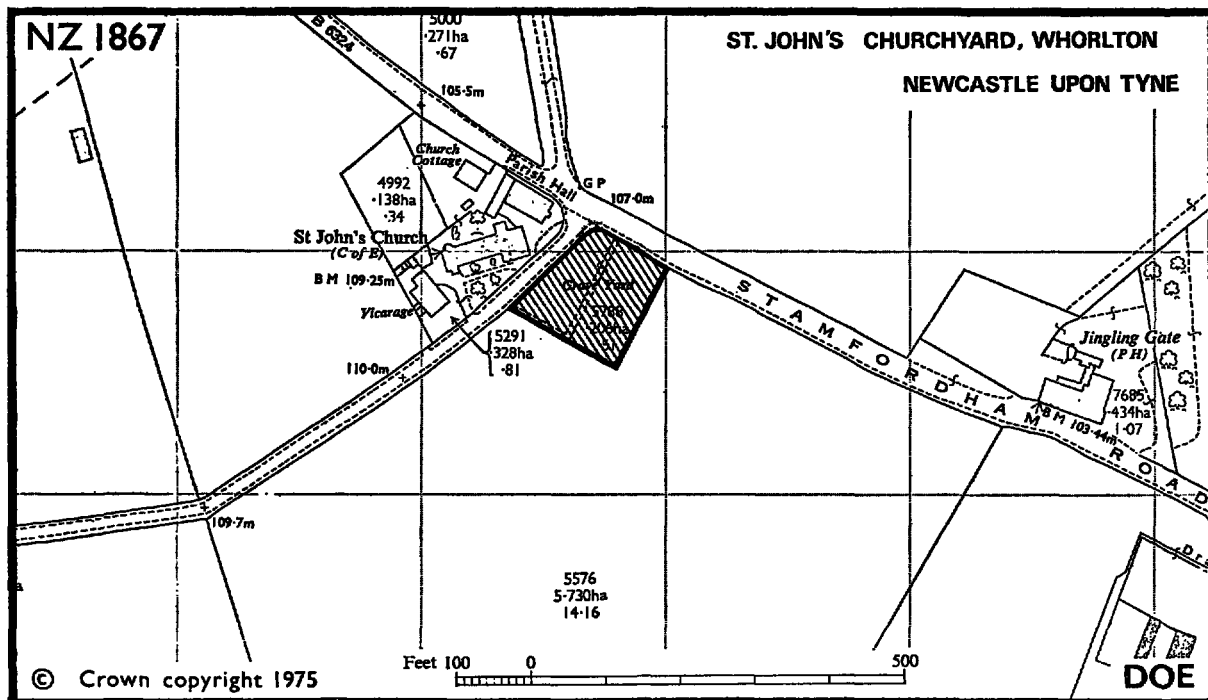 NZ 1867
ST. JOHN'S CHURCHYARD, WHORLTON
NEWCASTLE UPON TYNE
B 6324
5000
·271ha
·67
105·5m
Church
Cottage
Parish Hall
G P
107·0m
4992
·138ha
·34
St John's Church
(C of E)
B M 109·25m
Vicarage
5291
·328ha
·81
110·0m
109·7m
STAMFORDHAM ROAD
Jingling Gate
(P H)
B M 103·44m
7685
·434ha
1·07
5576
5·730ha
14·16
Feet 100 0 500
© Crown copyright 1975
DOE